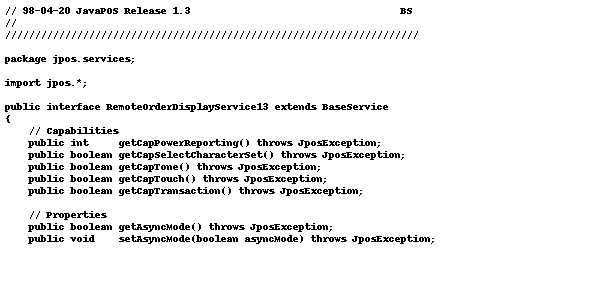 // 98-04-20 JavaPOS Release 1.3                                   BS
//
/////////////////////////////////////////////////////////////////////

package jpos.services;

import jpos.*;

public interface RemoteOrderDisplayService13 extends BaseService
{
    // Capabilities
    public int     getCapPowerReporting() throws JposException;
    public boolean getCapSelectCharacterSet() throws JposException;
    public boolean getCapTone() throws JposException;
    public boolean getCapTouch() throws JposException;
    public boolean getCapTransaction() throws JposException;

    // Properties
    public boolean getAsyncMode() throws JposException;
    public void    setAsyncMode(boolean asyncMode) throws JposException;